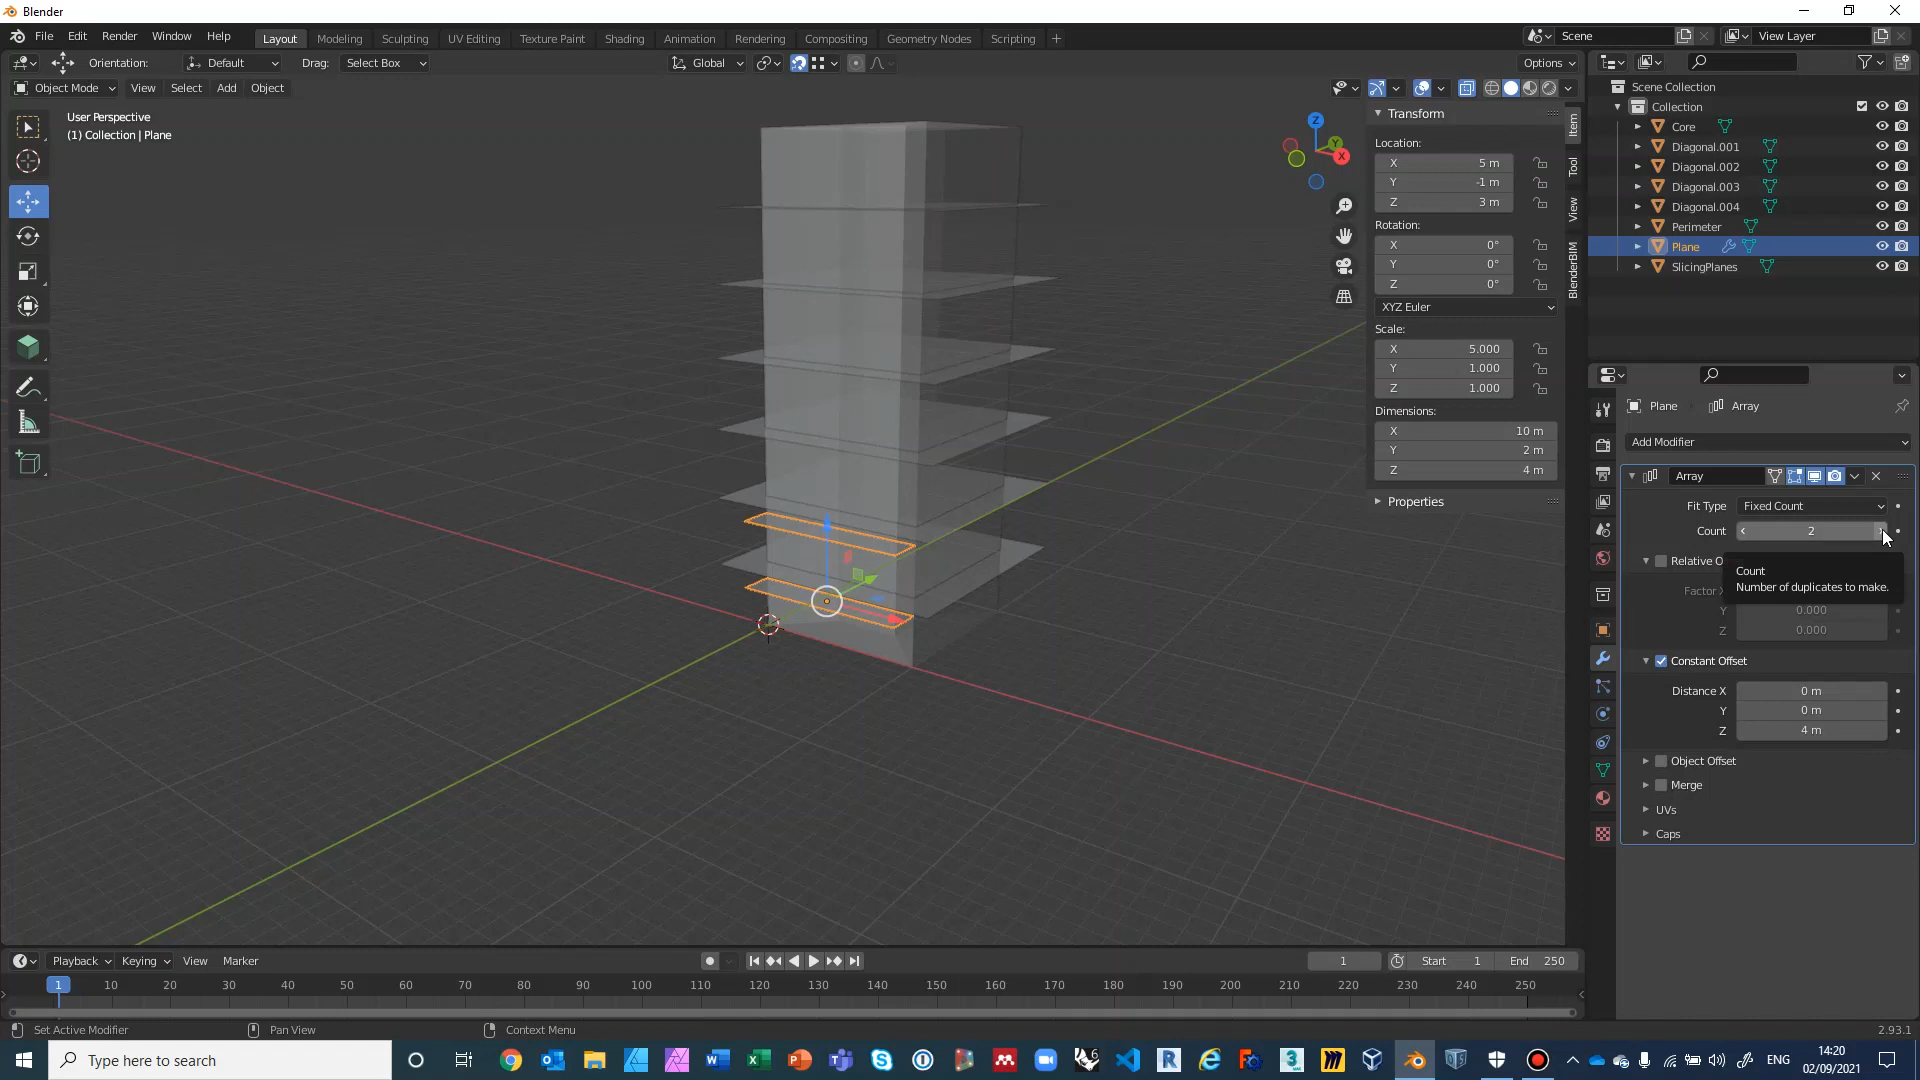 Blender
File Edit Render Window Help
Layout Modeling Sculpting UV Editing Texture Paint Shading Animation Rendering Compositing Geometry Nodes Scripting +
Scene
View Layer
Orientation: Default Drag: Select Box
Global
Options
Object Mode View Select Add Object
User Perspective
(1) Collection | Plane
Z
Y
X
Transform
Location:
X 5 m
Y -1 m
Z 3 m
Rotation:
X 0°
Y 0°
Z 0°
XYZ Euler
Scale:
X 5.000
Y 1.000
Z 1.000
Dimensions:
X 10 m
Y 2 m
Z 4 m
Properties
Item
Tool
View
BlenderBIM
Scene Collection
Collection
Core
Diagonal.001
Diagonal.002
Diagonal.003
Diagonal.004
Perimeter
Plane
SlicingPlanes
Plane Array
Add Modifier
Array
Fit Type Fixed Count
Count 2
Relative O
Count
Number of duplicates to make.
Factor X
Y 0.000
Z 0.000
Constant Offset
Distance X 0 m
Y 0 m
Z 4 m
Object Offset
Merge
UVs
Caps
Playback Keying View Marker
1
Start 1 End 250
1 10 20 30 40 50 60 70 80 90 100 110 120 130 140 150 160 170 180 190 200 210 220 230 240 250
Set Active Modifier Pan View Context Menu
2.93.1
Type here to search
ENG
14:20
02/09/2021